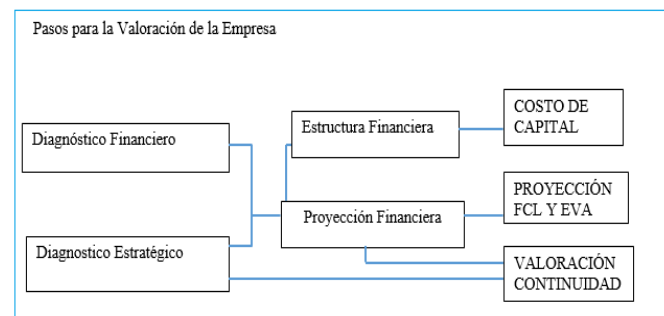 Pasos para la Valoración de la Empresa
Diagnóstico Financiero
Diagnostico Estratégico
Estructura Financiera
Proyección Financiera
COSTO DE
CAPITAL
PROYECCIÓN
FCL Y EVA
VALORACIÓN
CONTINUIDAD